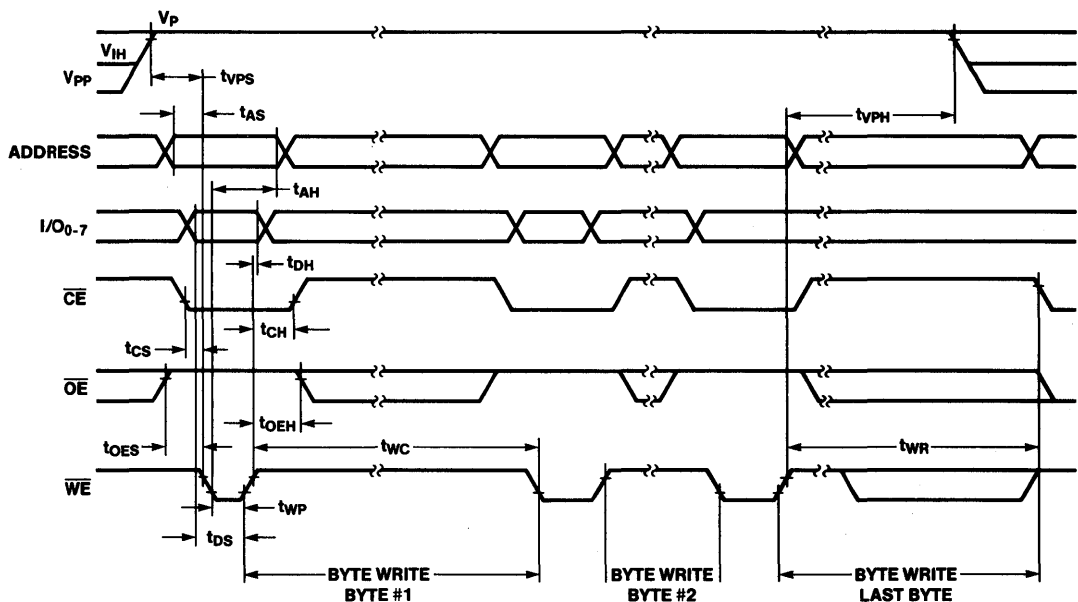 VP
VIH
VPP
tVPS
tAS
tVPH
ADDRESS
tAH
I/O0-7
tDH
CE
tCH
tCS
OE
tOEH
tOES
tWC
tWR
WE
tWP
tDS
BYTE WRITE
BYTE #1
BYTE WRITE
BYTE #2
BYTE WRITE
LAST BYTE